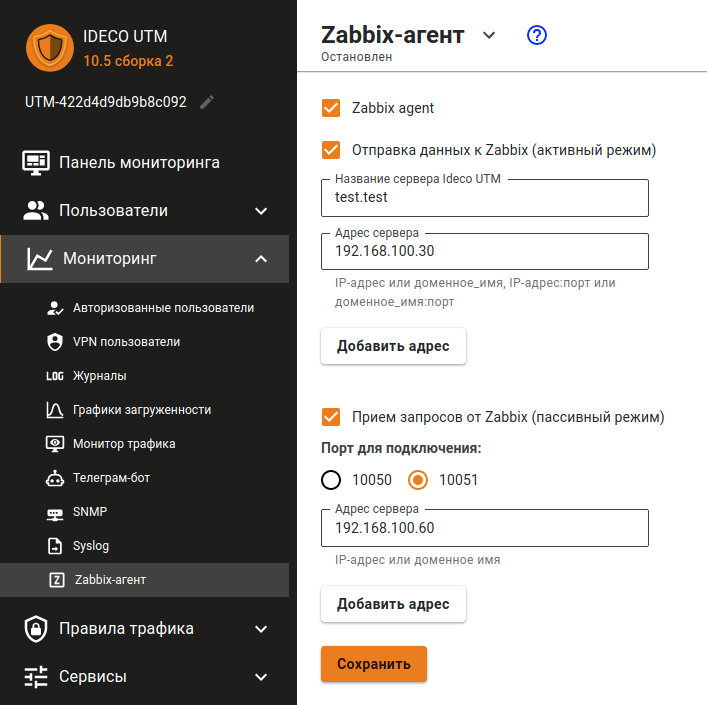 IDECO UTM
10.5 сборка 2
UTM-422d4d9db9b8c092
Панель мониторинга
Пользователи
Мониторинг
Авторизованные пользователи
VPN пользователи
LOG Журналы
Графики загруженности
Монитор трафика
Телеграм-бот
SNMP
Syslog
Z Zabbix-агент
Правила трафика
Сервисы
Zabbix-агент ?
Остановлен
Zabbix agent
Отправка данных к Zabbix (активный режим)
Название сервера Ideco UTM
test.test
Адрес сервера
192.168.100.30
IP-адрес или доменное_имя, IP-адрес:порт или
доменное_имя:порт
Добавить адрес
Прием запросов от Zabbix (пассивный режим)
Порт для подключения:
10050 10051
Адрес сервера
192.168.100.60
IP-адрес или доменное имя
Добавить адрес
Сохранить